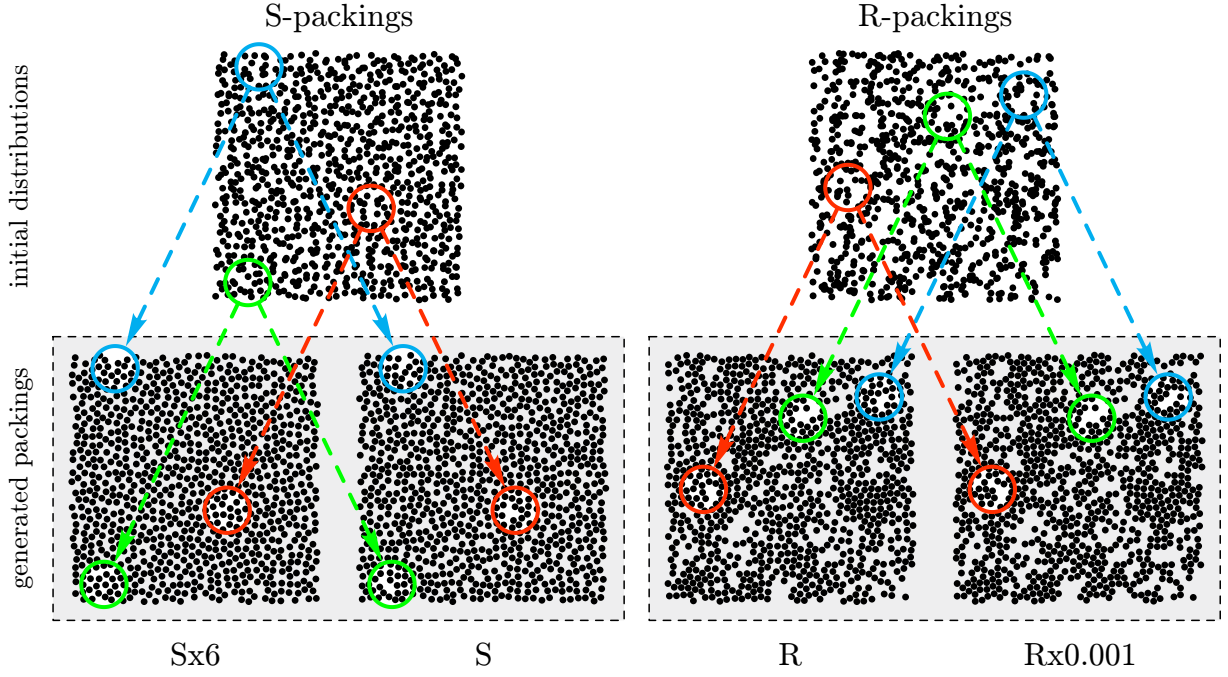 S-packings
R-packings
initial distributions
generated packings
Sx6
S
R
Rx0.001